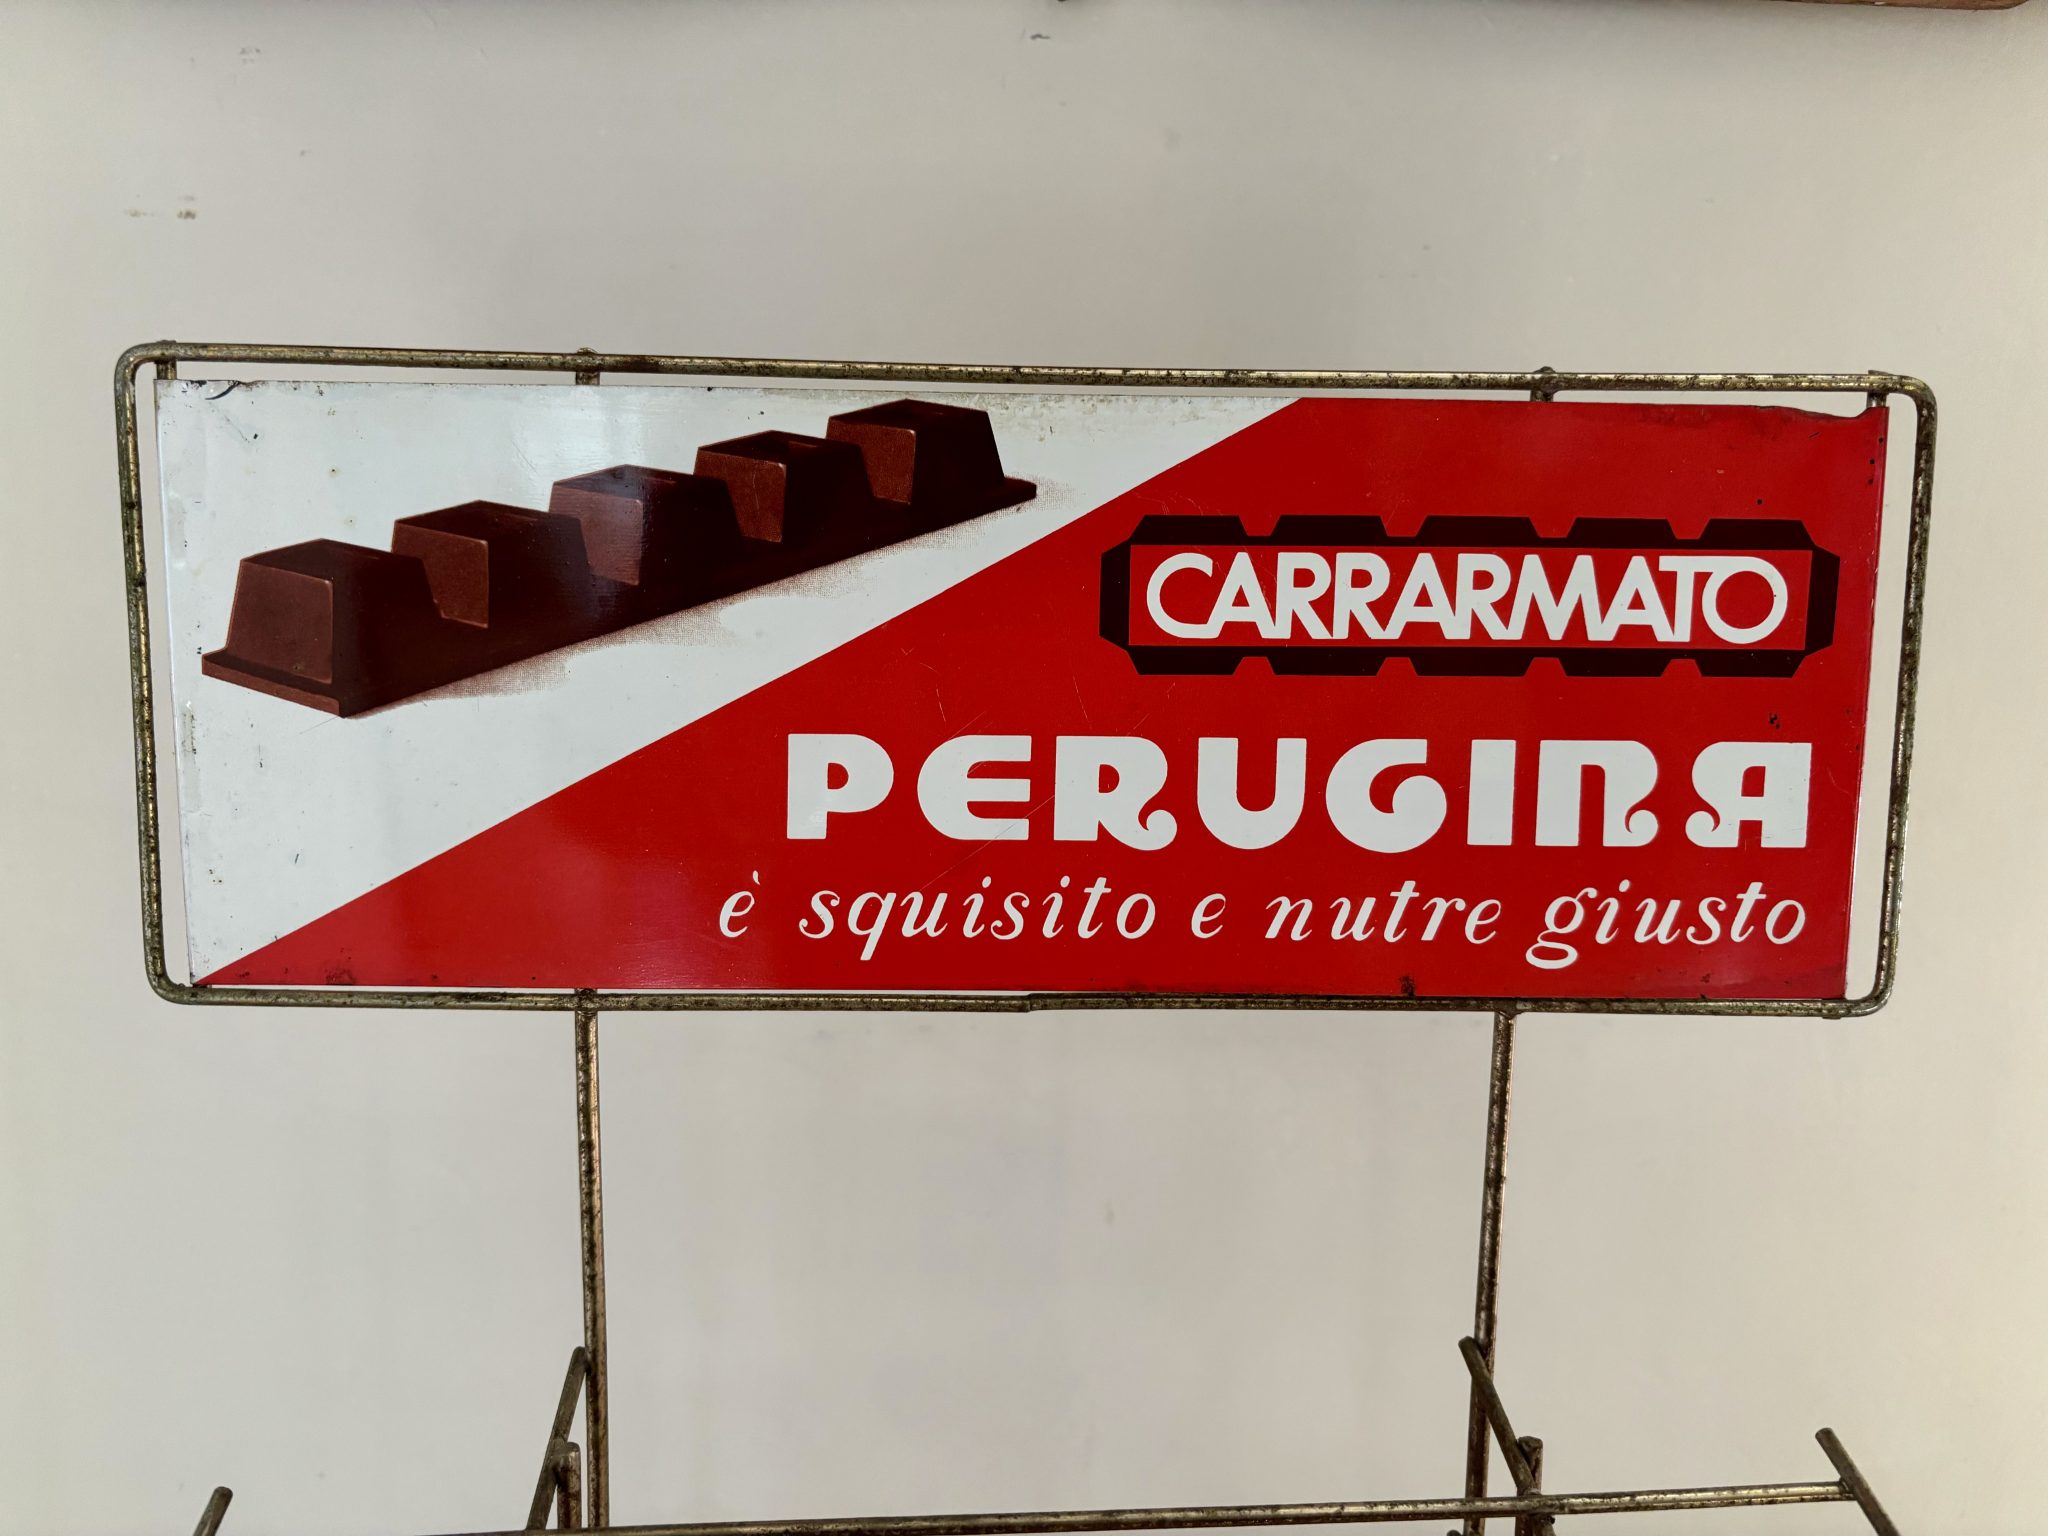 CARRARMATO
PERUGINA
è squisito e nutre giusto